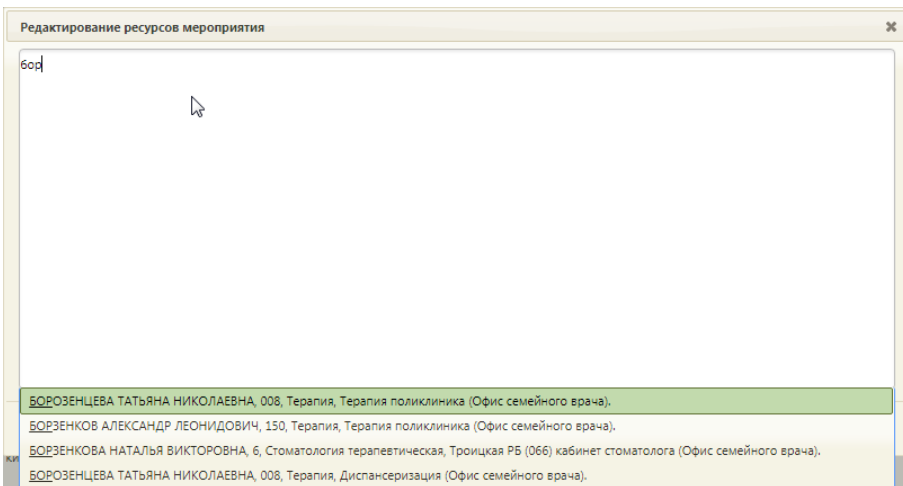 Редактирование ресурсов мероприятия
бор
БОРОЗЕНЦЕВА ТАТЬЯНА НИКОЛАЕВНА, 008, Терапия, Терапия поликлиника (Офис семейного врача).
БОРЗЕНКОВ АЛЕКСАНДР ЛЕОНИДОВИЧ, 150, Терапия, Терапия поликлиника (Офис семейного врача).
БОРЗЕНКОВА НАТАЛЬЯ ВИКТОРОВНА, 6, Стоматология терапевтическая, Троицкая РБ (066) кабинет стоматолога (Офис семейного врача).
БОРОЗЕНЦЕВА ТАТЬЯНА НИКОЛАЕВНА, 008, Терапия, Диспансеризация (Офис семейного врача).